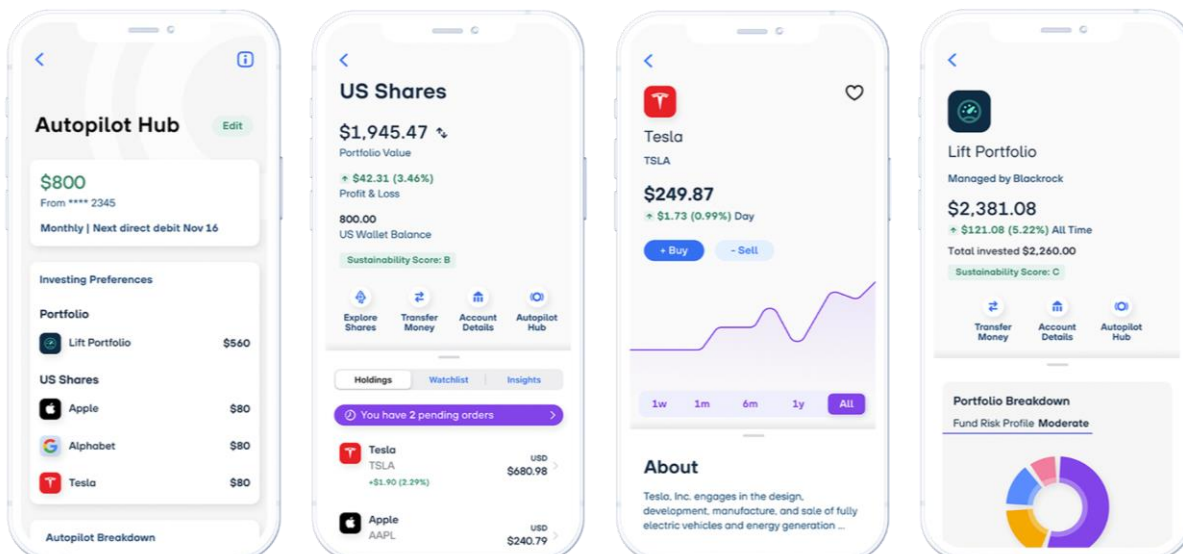 Autopilot Hub
Edit
$800
From **** 2345
Monthly | Next direct debit Nov 16
Investing Preferences
Portfolio
Lift Portfolio $560
US Shares
Apple $80
Alphabet $80
Tesla $80
Autopilot Breakdown
US Shares
$1,945.47
Portfolio Value
$42.31 (3.46%)
Profit & Loss
800.00
US Wallet Balance
Sustainability Score: B
Explore Shares
Transfer Money
Account Details
Autopilot Hub
Holdings Watchlist Insights
You have 2 pending orders
Tesla USD
TSLA $680.98
+$1.90 (2.29%)
Apple USD
AAPL $240.79
Tesla
TSLA
$249.87
$1.73 (0.99%) Day
+ Buy - Sell
1w 1m 6m 1y All
About
Tesla, Inc. engages in the design,
development, manufacture, and sale of fully
electric vehicles and energy generation ...
Lift Portfolio
Managed by Blackrock
$2,381.08
$121.08 (5.22%) All Time
Total invested $2,260.00
Sustainability Score: C
Transfer Money
Account Details
Autopilot Hub
Portfolio Breakdown
Fund Risk Profile Moderate